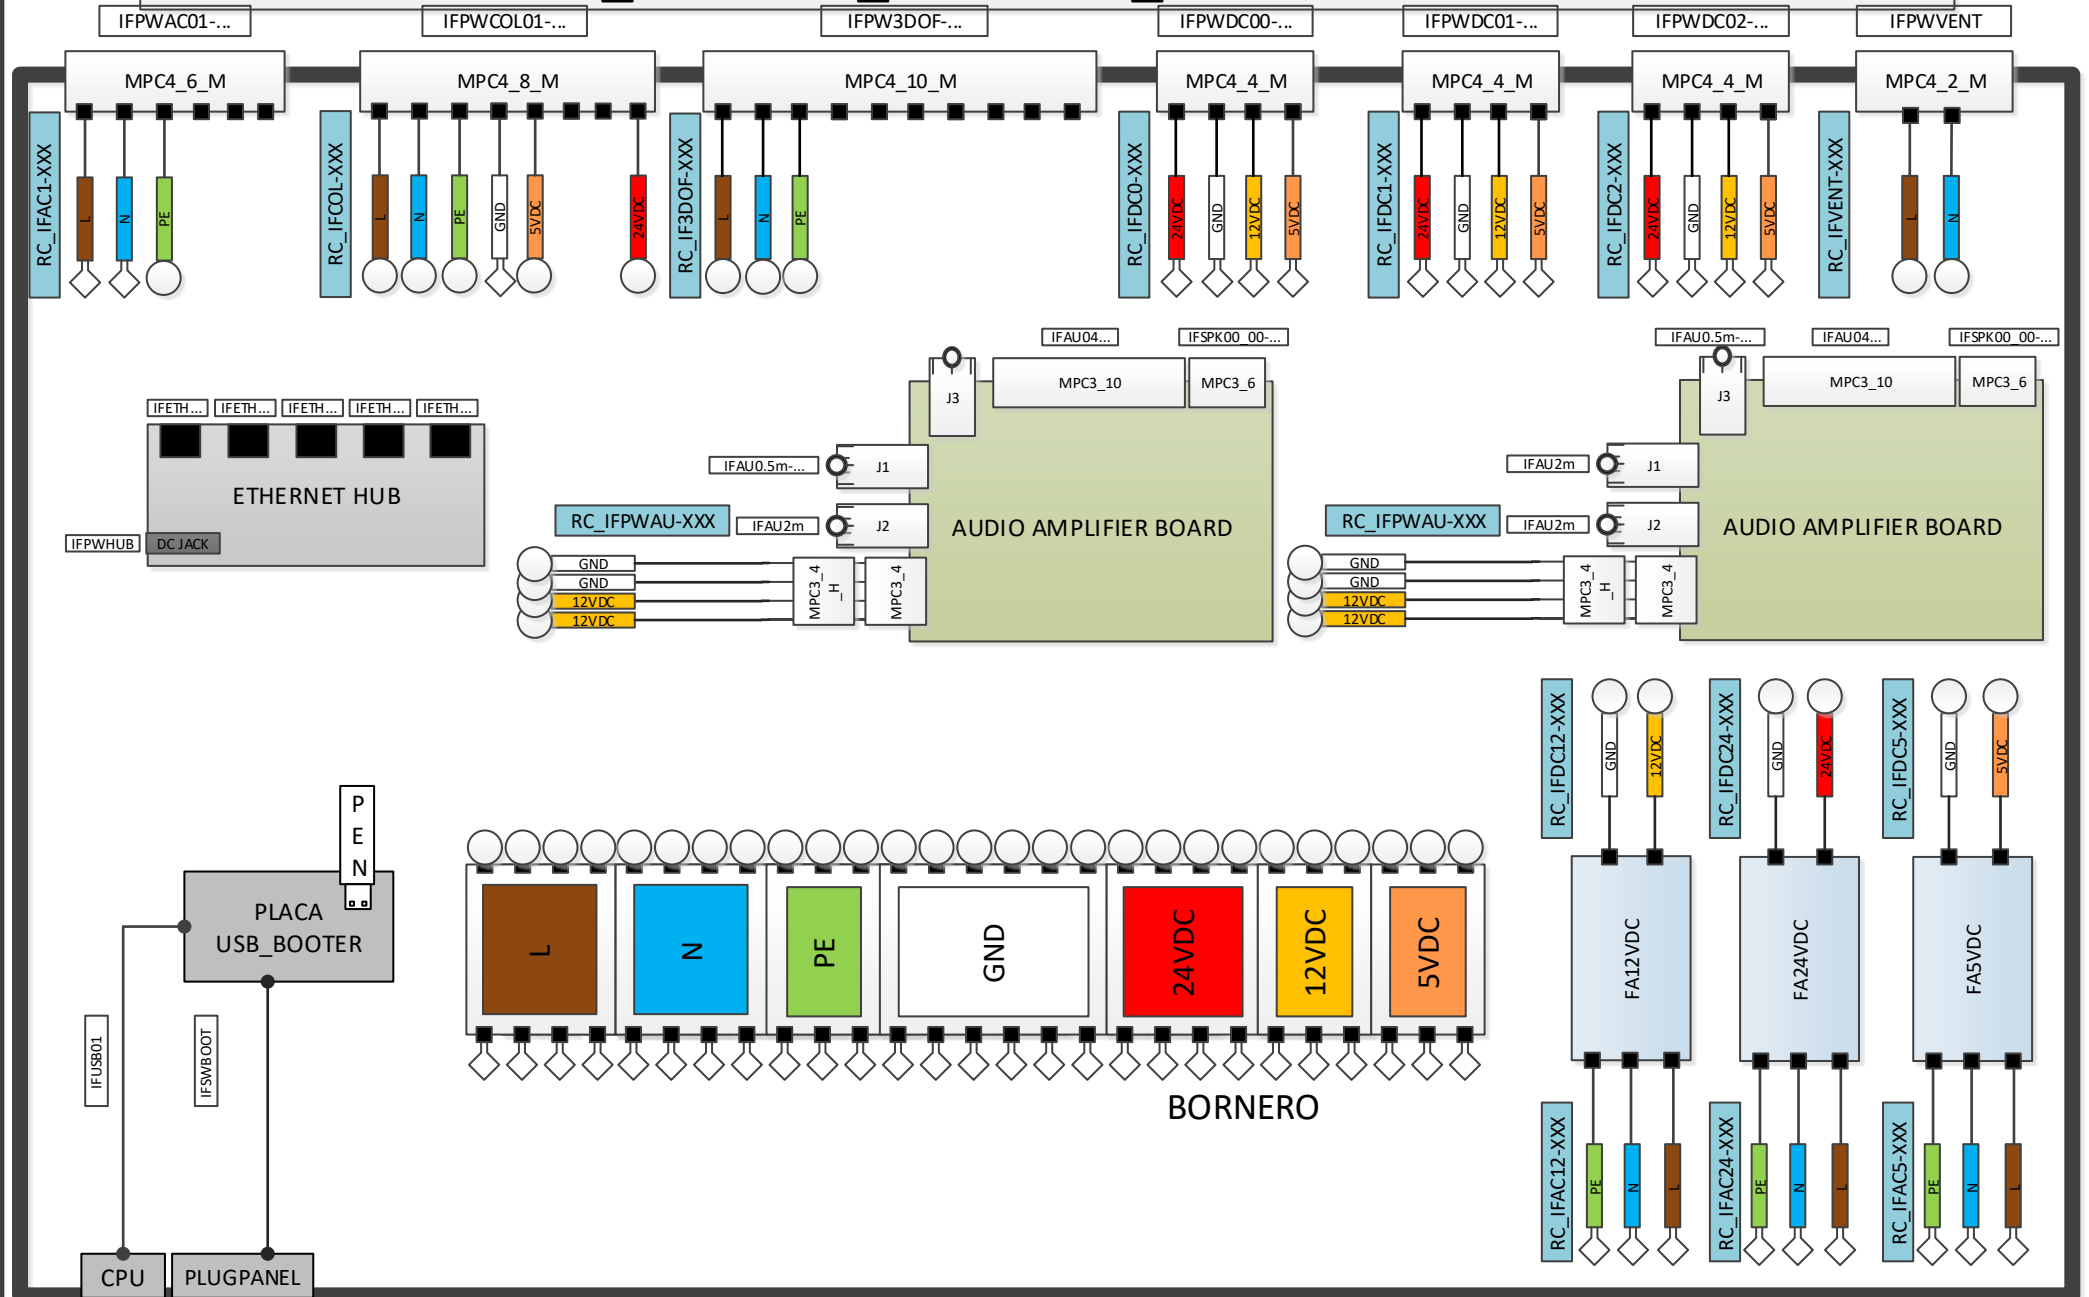 IFPWAC01-...
IFPWCOL01-...
IFPW3DOF-...
IFPWDC00-...
IFPWDC01-...
IFPWDC02-...
IFPWVENT
MPC4_6_M
MPC4_8_M
MPC4_10_M
MPC4_4_M
MPC4_4_M
MPC4_4_M
MPC4_2_M
RC_IFAC1-XXX
L
N
PE
RC_IFCOL-XXX
L
N
PE
GND
5VDC
24VDC
RC_IF3DOF-XXX
L
N
PE
RC_IFDC0-XXX
24VDC
GND
12VDC
5VDC
RC_IFDC1-XXX
24VDC
GND
12VDC
5VDC
RC_IFDC2-XXX
24VDC
GND
12VDC
5VDC
RC_IFVENT-XXX
L
N
IFETH...
IFETH...
IFETH...
IFETH...
IFETH...
ETHERNET HUB
IFPWHUB
DC JACK
IFAU04...
IFSPK00_00-...
J3
MPC3_10
MPC3_6
IFAU0.5m-...
J1
RC_IFPWAU-XXX
IFAU2m
J2
AUDIO AMPLIFIER BOARD
GND
GND
12VDC
12VDC
MPC3_4
_H
MPC3_4
IFAU0.5m-...
IFAU04...
IFSPK00_00-...
J3
MPC3_10
MPC3_6
IFAU2m
J1
RC_IFPWAU-XXX
IFAU2m
J2
AUDIO AMPLIFIER BOARD
GND
GND
12VDC
12VDC
MPC3_4
_H
MPC3_4
RC_IFDC12-XXX
GND
12VDC
RC_IFDC24-XXX
GND
24VDC
RC_IFDC5-XXX
GND
5VDC
P
E
N
PLACA
USB_BOOTER
IFUSB01
IFSWBOOT
CPU
PLUGPANEL
L
N
PE
GND
24VDC
12VDC
5VDC
BORNERO
FA12VDC
FA24VDC
FA5VDC
RC_IFAC12-XXX
PE
N
L
RC_IFAC24-XXX
PE
N
L
RC_IFAC5-XXX
PE
N
L